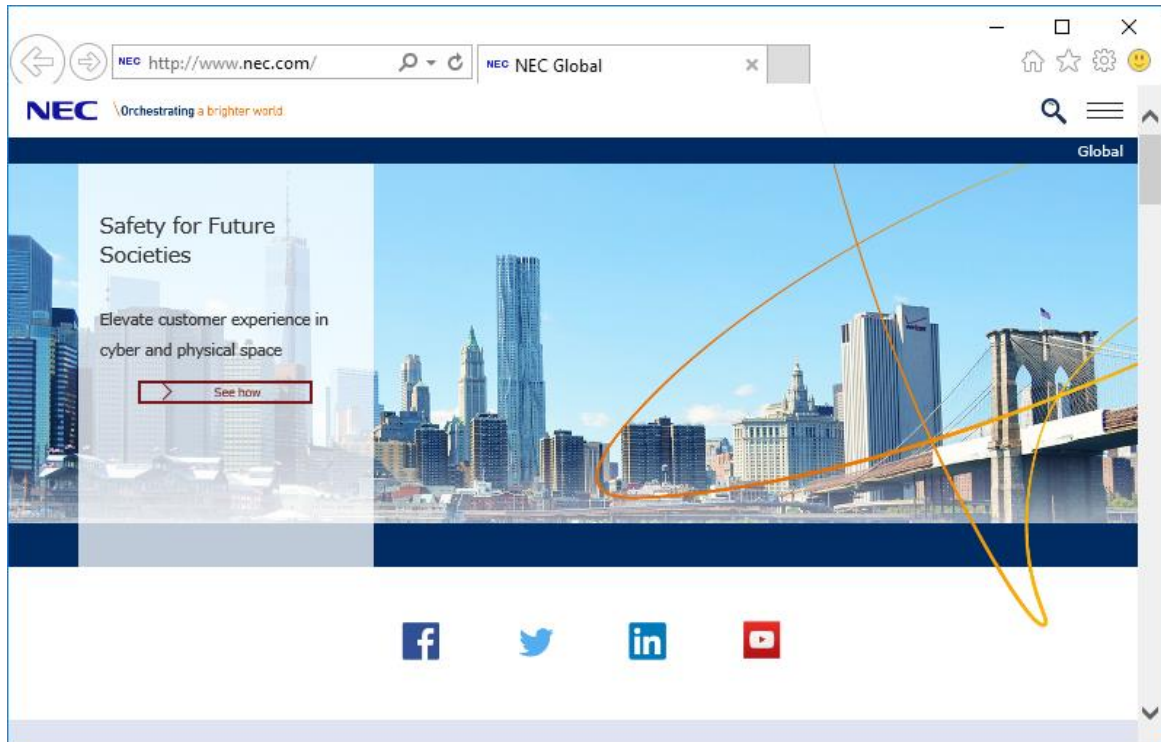 NEC http://www.nec.com/
NEC NEC Global
NEC \Orchestrating a brighter world
Global
Safety for Future
Societies
Elevate customer experience in
cyber and physical space
See how
f
in